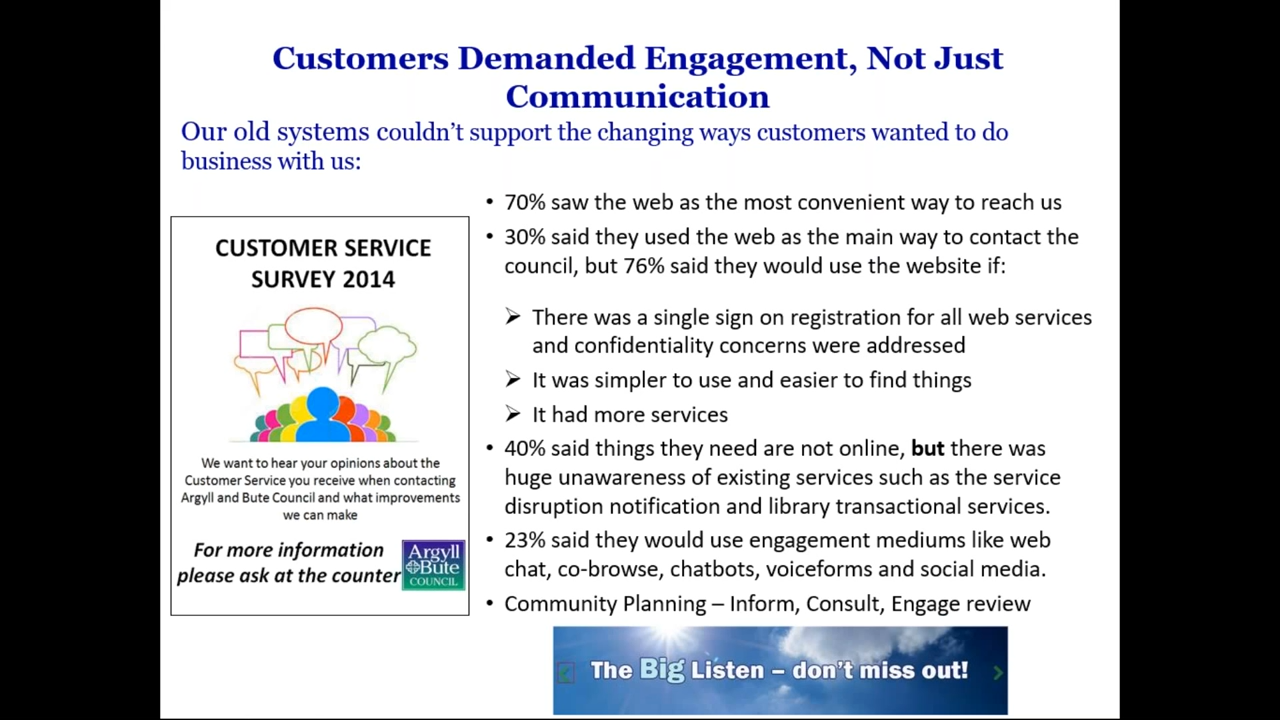 Customers Demanded Engagement, Not Just
Communication
Our old systems couldn't support the changing ways customers wanted to do
business with us:
CUSTOMER SERVICE
SURVEY 2014
We want to hear your opinions about the
Customer Service you receive when contacting
Argyll and Bute Council and what improvements
we can make
For more information
please ask at the counter
Argyll
Bute
COUNCIL
• 70% saw the web as the most convenient way to reach us
• 30% said they used the web as the main way to contact the
council, but 76% said they would use the website if:
➢ There was a single sign on registration for all web services
and confidentiality concerns were addressed
➢ It was simpler to use and easier to find things
➢ It had more services
• 40% said things they need are not online, but there was
huge unawareness of existing services such as the service
disruption notification and library transactional services.
• 23% said they would use engagement mediums like web
chat, co-browse, chatbots, voiceforms and social media.
• Community Planning – Inform, Consult, Engage review
The Big Listen – don't miss out!